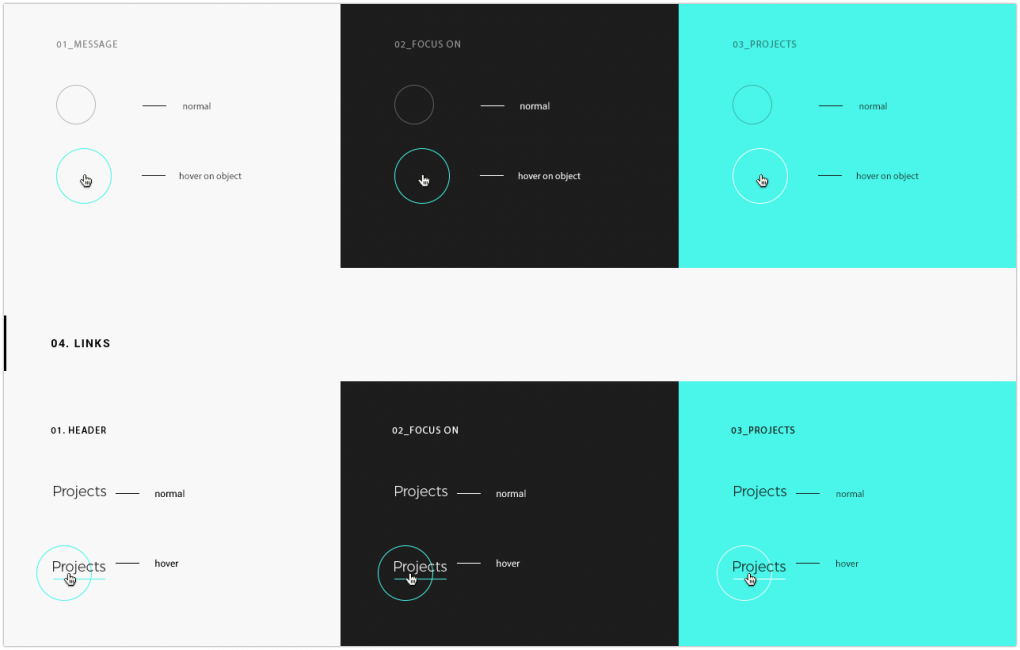 01_MESSAGE
normal
hover on object
02_FOCUS ON
normal
hover on object
03_PROJECTS
normal
hover on object
04. LINKS
01. HEADER
Projects normal
Projects hover
02_FOCUS ON
Projects normal
Projects hover
03_PROJECTS
Projects normal
Projects hover